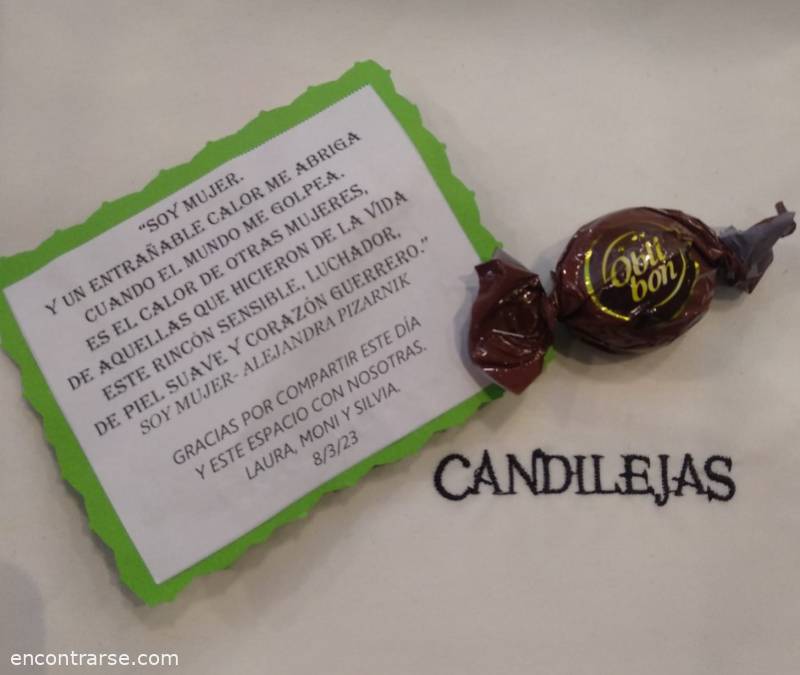 "SOY MUJER.
Y UN ENTRAÑABLE CALOR ME ABRIGA
CUANDO EL MUNDO ME GOLPEA.
ES EL CALOR DE OTRAS MUJERES,
DE AQUELLAS QUE HICIERON DE LA VIDA
ESTE RINCÓN SENSIBLE, LUCHADOR,
DE PIEL SUAVE Y CORAZÓN GUERRERO."
SOY MUJER- ALEJANDRA PIZARNIK
GRACIAS POR COMPARTIR ESTE DÍA
Y ESTE ESPACIO CON NOSOTRAS.
LAURA, MONI Y SILVIA.
8/3/23
Obli
bon
CANDILEJAS
encontrarse.com